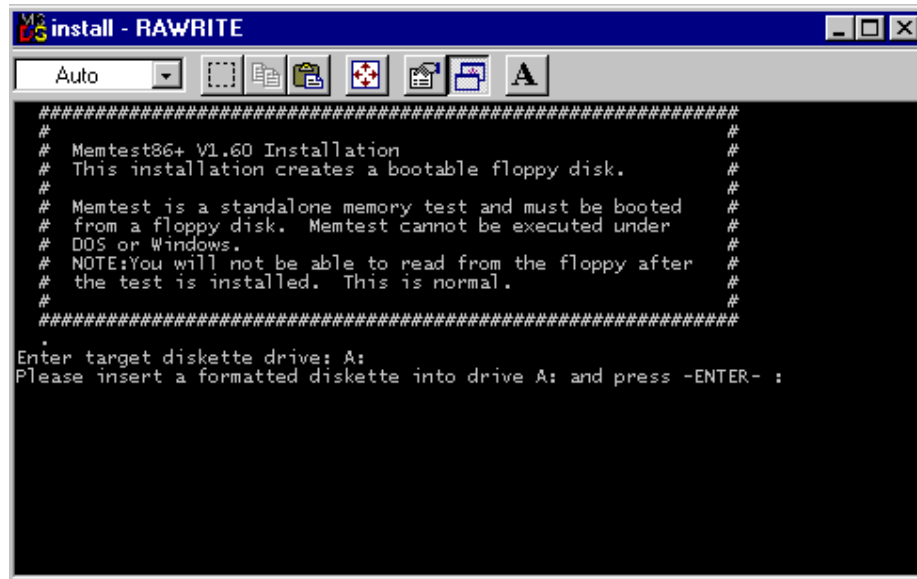 install - RAWRITE
Auto
A
##############################################################
#                                                             #
#  Memtest86+ V1.60 Installation                              #
#  This installation creates a bootable floppy disk.          #
#                                                             #
#  Memtest is a standalone memory test and must be booted     #
#  from a floppy disk.  Memtest cannot be executed under      #
#  DOS or Windows.                                            #
#  NOTE:You will not be able to read from the floppy after    #
#  the test is installed.  This is normal.                    #
#                                                             #
##############################################################
.
Enter target diskette drive: A:
Please insert a formatted diskette into drive A: and press -ENTER- :